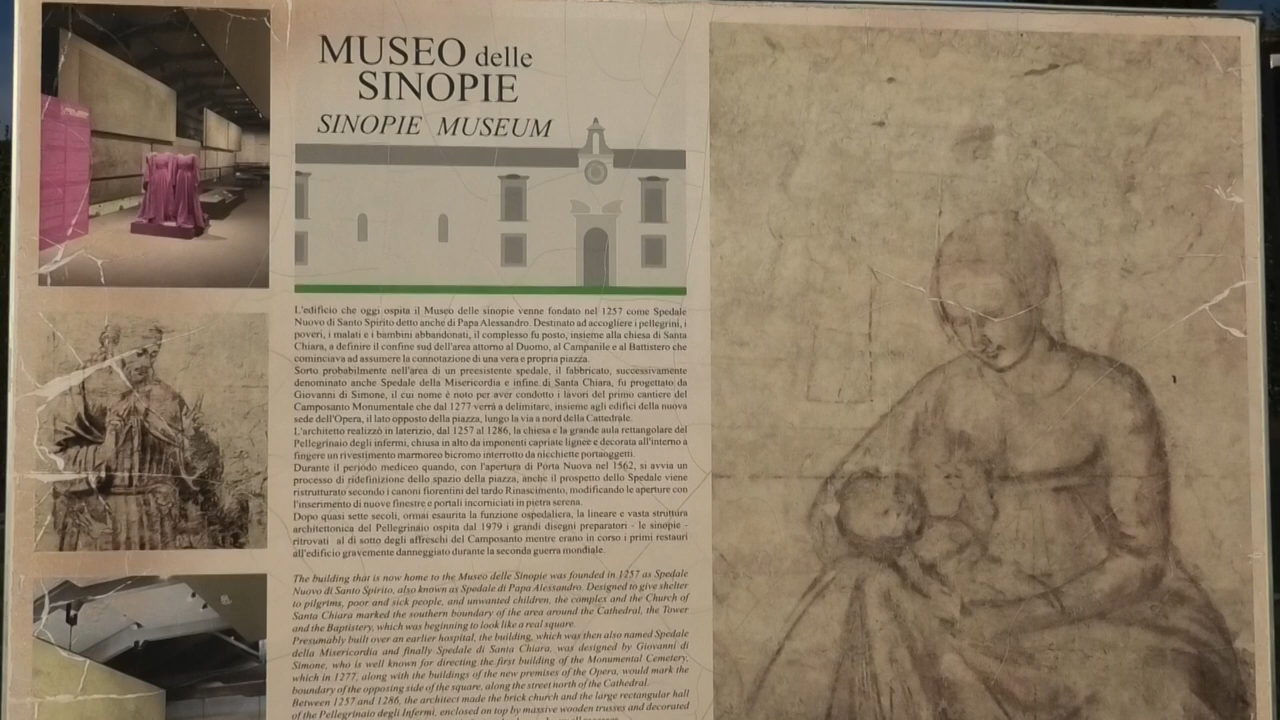 MUSEO delle
SINOPIE
SINOPIE MUSEUM
L'edificio che oggi ospita il Museo delle sinopie venne fondato nel 1257 come Spedale
Nuovo di Santo Spirito detto anche di Papa Alessandro. Destinato ad accogliere i pellegrini, i
poveri, i malati e i bambini abbandonati, il complesso fu posto, insieme alla chiesa di Santa
Chiara, a definire il confine sud dell'area attorno al Duomo, al Campanile e al Battistero che
cominciava ad assumere la connotazione di una vera e propria piazza.
Sorto probabilmente nell'area di un preesistente spedale, il fabbricato, successivamente
denominato anche Spedale della Misericordia e infine di Santa Chiara, fu progettato da
Giovanni di Simone, il cui nome è noto per aver condotto i lavori del primo cantiere del
Camposanto Monumentale che dal 1277 verrà a delimitare, insieme agli edifici della nuova
sede dell'Opera, il lato opposto della piazza, lungo la via a nord della Cattedrale.
L'architetto realizzò in laterizio, dal 1257 al 1286, la chiesa e la grande aula rettangolare del
Pellegrinaio degli infermi, chiusa in alto da imponenti capriate lignee e decorata all'interno a
fingere un rivestimento marmoreo bicromo interrotto da nicchiette portaoggetti.
Durante il periodo mediceo quando, con l'apertura di Porta Nuova nel 1562, si avvia un
processo di ridefinizione dello spazio della piazza, anche il prospetto dello Spedale viene
ristrutturato secondo i canoni fiorentini del tardo Rinascimento, modificando le aperture con
l'inserimento di nuove finestre e portali incorniciati in pietra serena.
Dopo quasi sette secoli, ormai esaurita la funzione ospedaliera, la lineare e vasta struttura
architettonica del Pellegrinaio ospita dal 1979 i grandi disegni preparatori - le sinopie -
ritrovati al di sotto degli affreschi del Camposanto mentre erano in corso i primi restauri
all'edificio gravemente danneggiato durante la seconda guerra mondiale.
The building that is now home to the Museo delle Sinopie was founded in 1257 as Spedale
Nuovo di Santo Spirito, also known as Spedale di Papa Alessandro. Designed to give shelter
to pilgrims, poor and sick people, and unwanted children, the complex and the Church of
Santa Chiara marked the southern boundary of the area around the Cathedral, the Tower
and the Baptistery, which was beginning to look like a real square.
Presumably built over an earlier hospital, the building, which was then also named Spedale
della Misericordia and finally Spedale di Santa Chiara, was designed by Giovanni di
Simone, who is well known for directing the first building of the Monumental Cemetery,
which in 1277, along with the buildings of the new premises of the Opera, would mark the
boundary of the opposing side of the square, along the street north of the Cathedral.
Between 1257 and 1286, the architect made the brick church and the large rectangular hall
of the Pellegrinaio degli Infermi, enclosed on top by massive wooden trusses and decorated